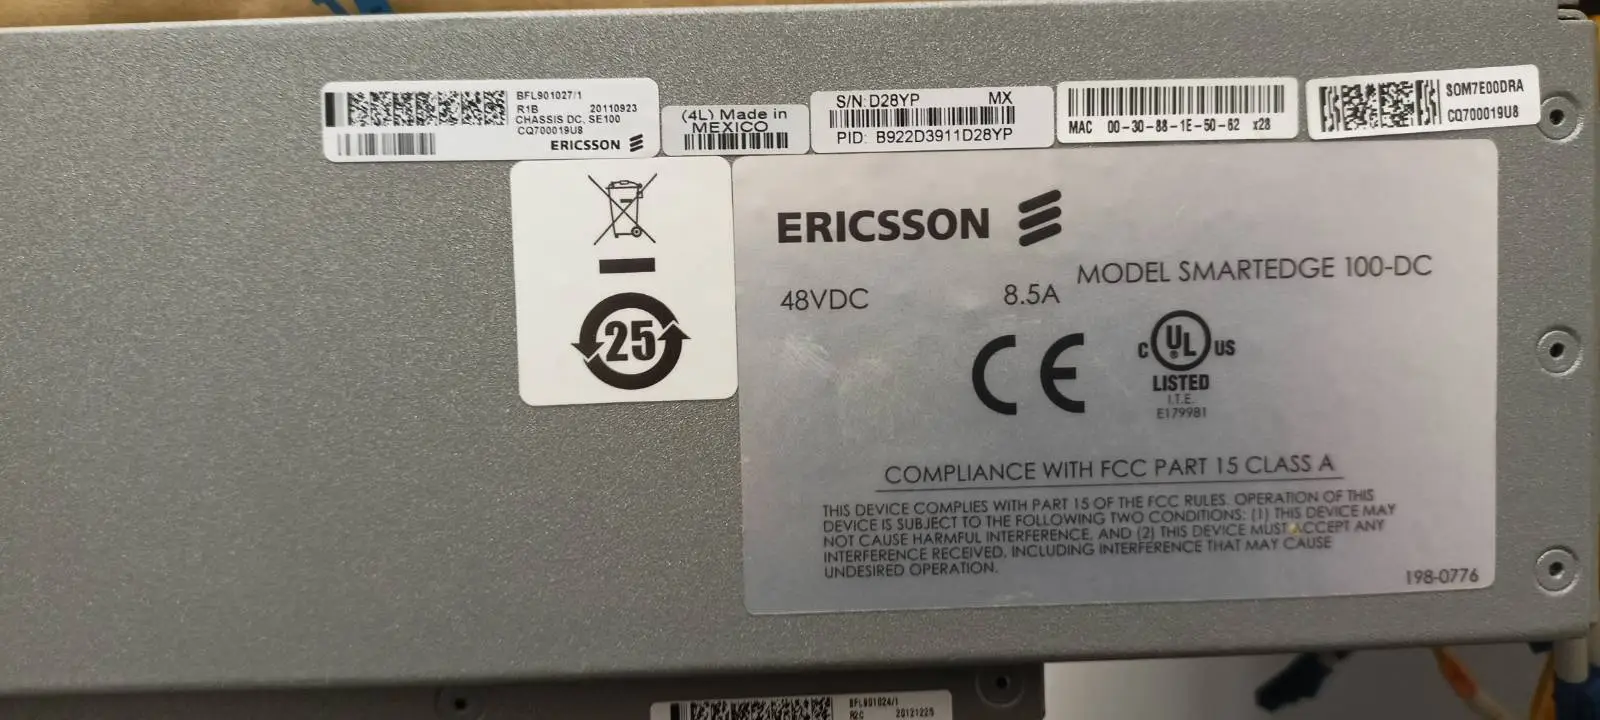 BFL901027/1
R1B 20110923
CHASSIS DC, SE100
CQ700019U8
ERICSSON
(4L) Made in
MEXICO
S/N: D28YP MX
PID: B922D3911D28YP
MAC 00-30-88-1E-50-62 x28
SOM7E00DRA
CQ700019U8
25
ERICSSON
48VDC 8.5A MODEL SMARTEDGE 100-DC
CE
C UL US
LISTED
I.T.E.
E179981
COMPLIANCE WITH FCC PART 15 CLASS A
THIS DEVICE COMPLIES WITH PART 15 OF THE FCC RULES. OPERATION OF THIS
DEVICE IS SUBJECT TO THE FOLLOWING TWO CONDITIONS: (1) THIS DEVICE MAY
NOT CAUSE HARMFUL INTERFERENCE, AND (2) THIS DEVICE MUST ACCEPT ANY
INTERFERENCE RECEIVED, INCLUDING INTERFERENCE THAT MAY CAUSE
UNDESIRED OPERATION.
198-0776
BFL901024/1
R2C 20121225